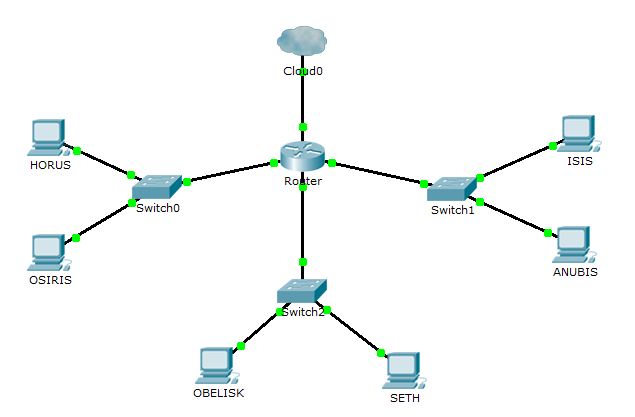 Cloud0
HORUS
ISIS
Router
Switch0
Switch1
OSIRIS
ANUBIS
Switch2
OBELISK
SETH